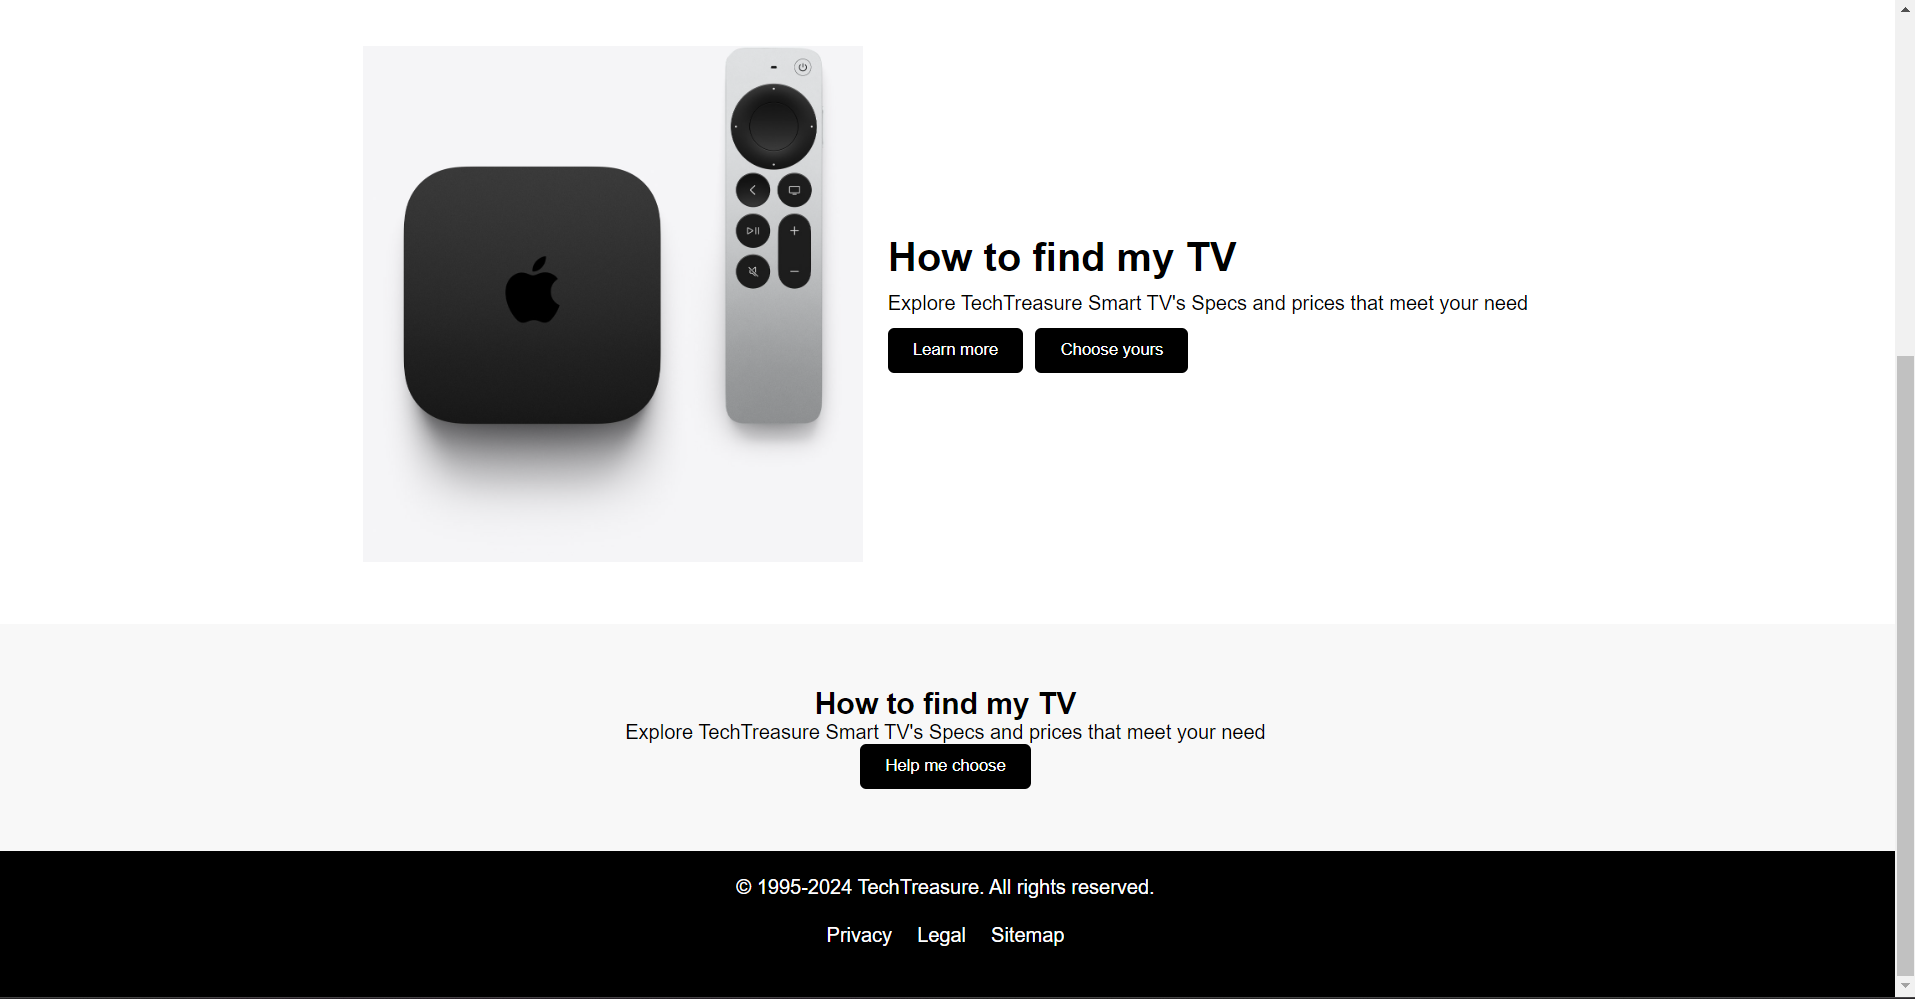 How to find my TV
Explore TechTreasure Smart TV's Specs and prices that meet your need
Learn more
Choose yours
How to find my TV
Explore TechTreasure Smart TV's Specs and prices that meet your need
Help me choose
© 1995-2024 TechTreasure. All rights reserved.
Privacy Legal Sitemap